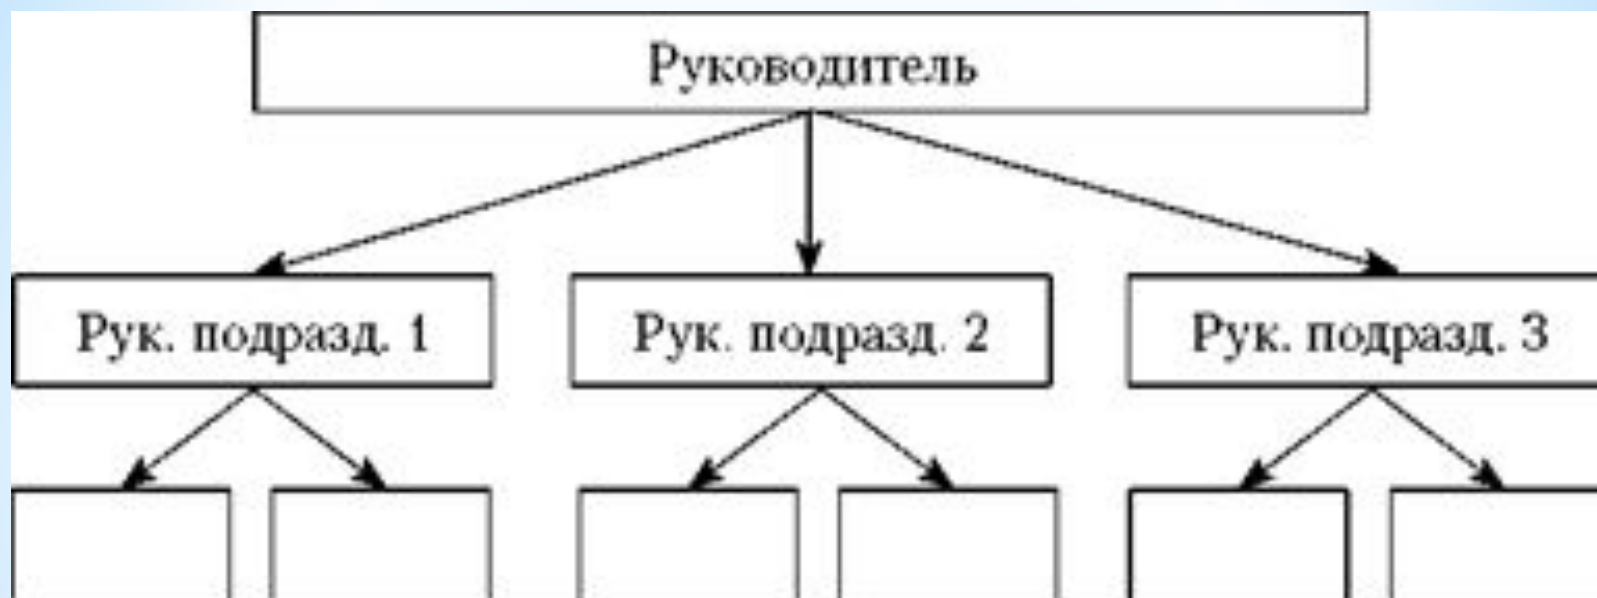 Руководитель
Рук. подразд. 1
Рук. подразд. 2
Рук. подразд. 3